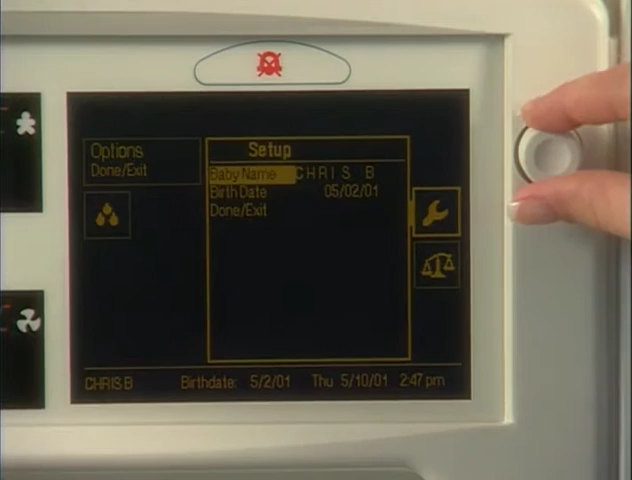 Options
Done/Exit
Setup
Baby Name CHRIS B
Birth Date 05/02/01
Done/Exit
CHRIS B Birthdate: 5/2/01 Thu 5/10/01 2:47 pm